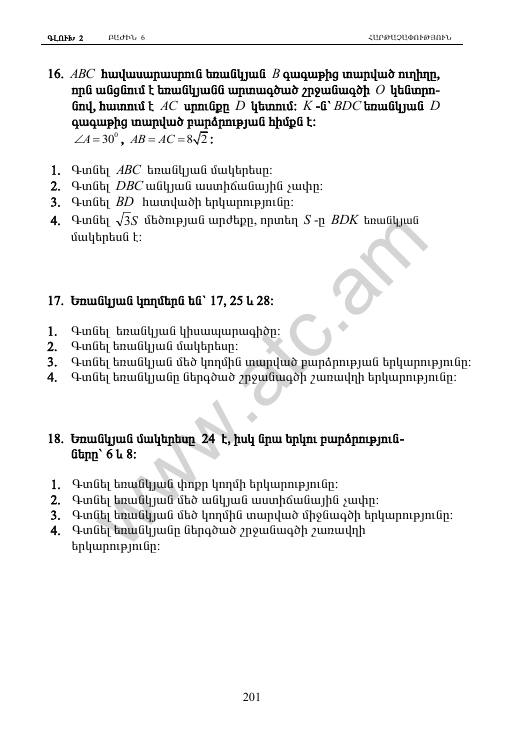 ԳԼՈՒԽ 2 ԲԱԺԻՆ 6 ՀԱՐԹԱՉԱՓՈՒԹՅՈՒՆ
16. ABC հավասարասրուն եռանկյան B գագաթից տարված ուղիղը,
որն անցնում է եռանկյանն արտագծած շրջանագծի O կենտրո-
նով, հատում է AC սրունքը D կետում: K -ն՝ BDC եռանկյան D
գագաթից տարված բարձրության հիմքն է:
∠A = 30⁰ , AB = AC = 8√2 :
1. Գտնել ABC եռանկյան մակերեսը:
2. Գտնել DBC անկյան աստիճանային չափը:
3. Գտնել BD հատվածի երկարությունը:
4. Գտնել √3S մեծության արժեքը, որտեղ S -ը BDK եռանկյան
մակերեսն է:
17. Եռանկյան կողմերն են՝ 17, 25 և 28:
1. Գտնել եռանկյան կիսապարագիծը:
2. Գտնել եռանկյան մակերեսը:
3. Գտնել եռանկյան մեծ կողմին տարված բարձրության երկարությունը:
4. Գտնել եռանկյանը ներգծած շրջանագծի շառավղի երկարությունը:
18. Եռանկյան մակերեսը 24 է, իսկ նրա երկու բարձրություն-
ները՝ 6 և 8:
1. Գտնել եռանկյան փոքր կողմի երկարությունը:
2. Գտնել եռանկյան մեծ անկյան աստիճանային չափը:
3. Գտնել եռանկյան մեծ կողմին տարված միջնագծի երկարությունը:
4. Գտնել եռանկյանը ներգծած շրջանագծի շառավղի
երկարությունը:
www.atc.am
201